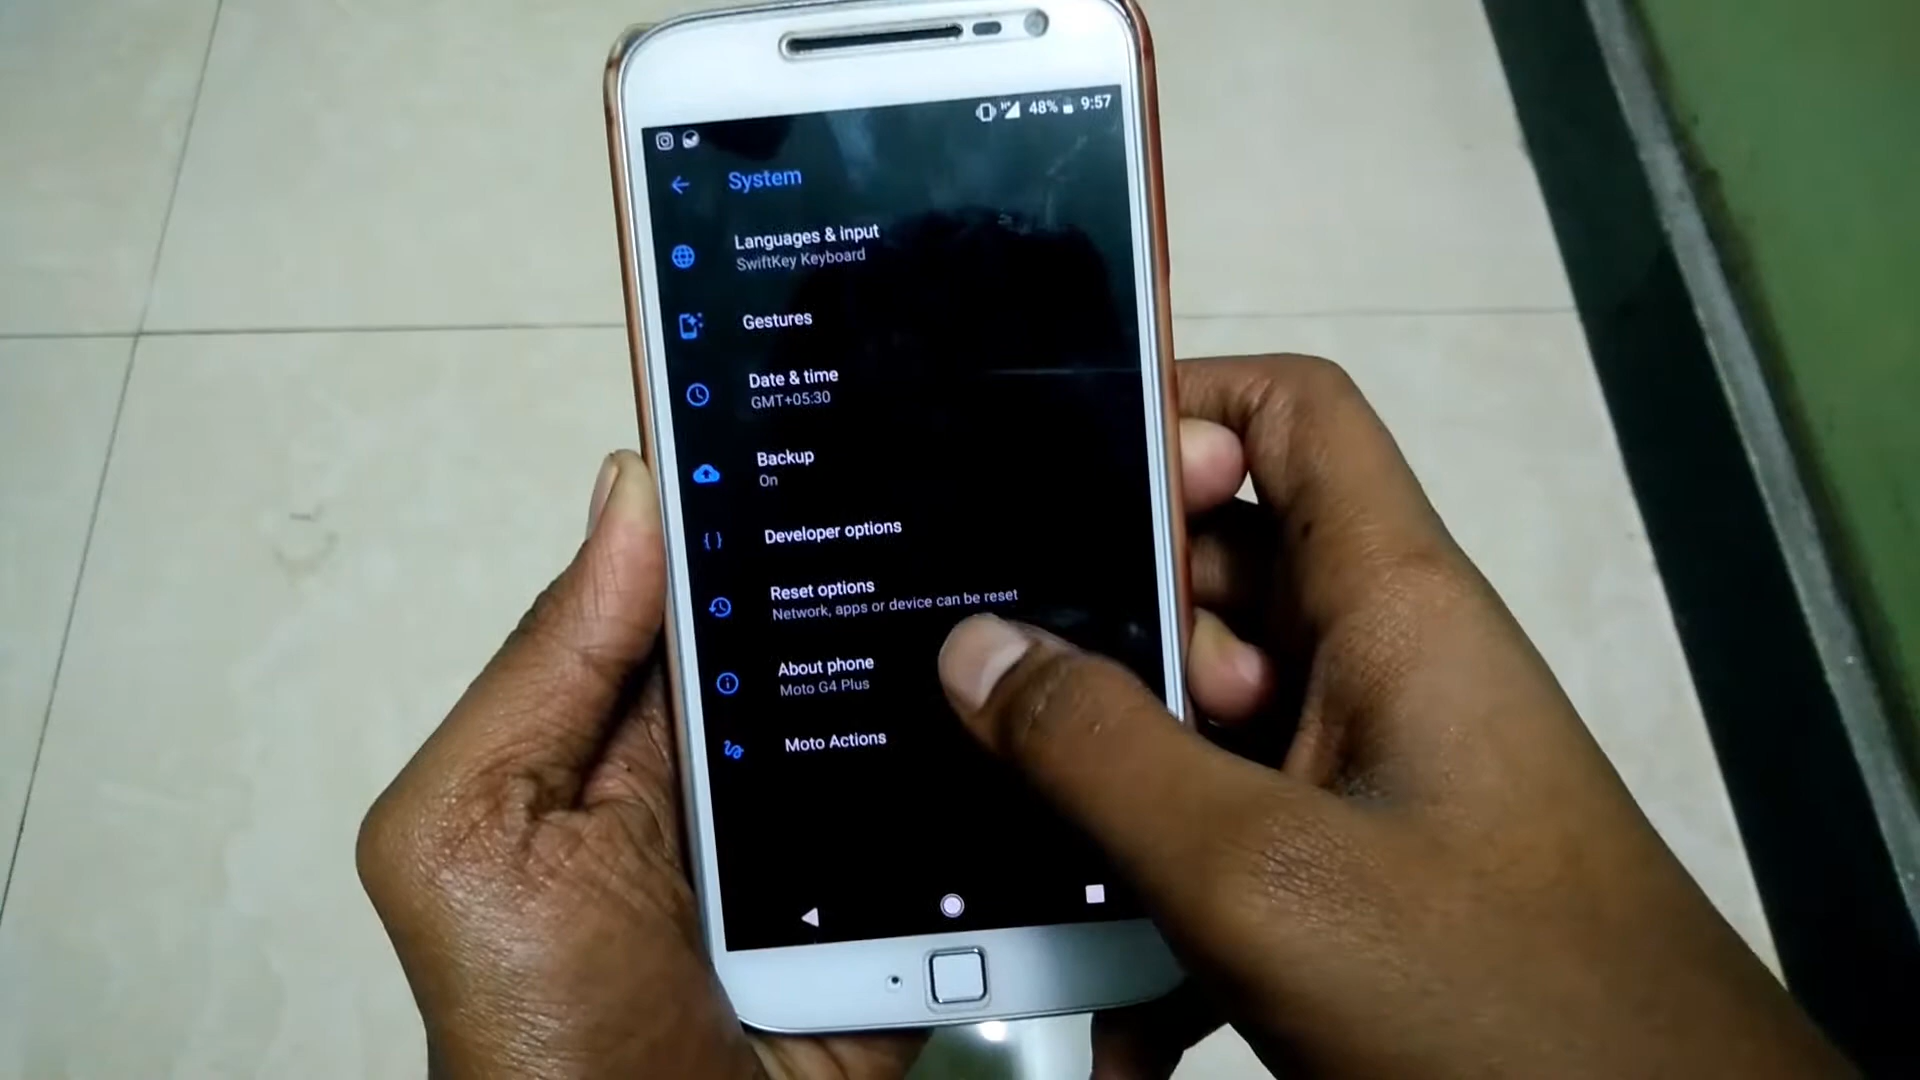 48% 9:57
System
Languages & input
SwiftKey Keyboard
Gestures
Date & time
GMT+05:30
Backup
On
{ } Developer options
Reset options
Network, apps or device can be reset
About phone
Moto G4 Plus
Moto Actions